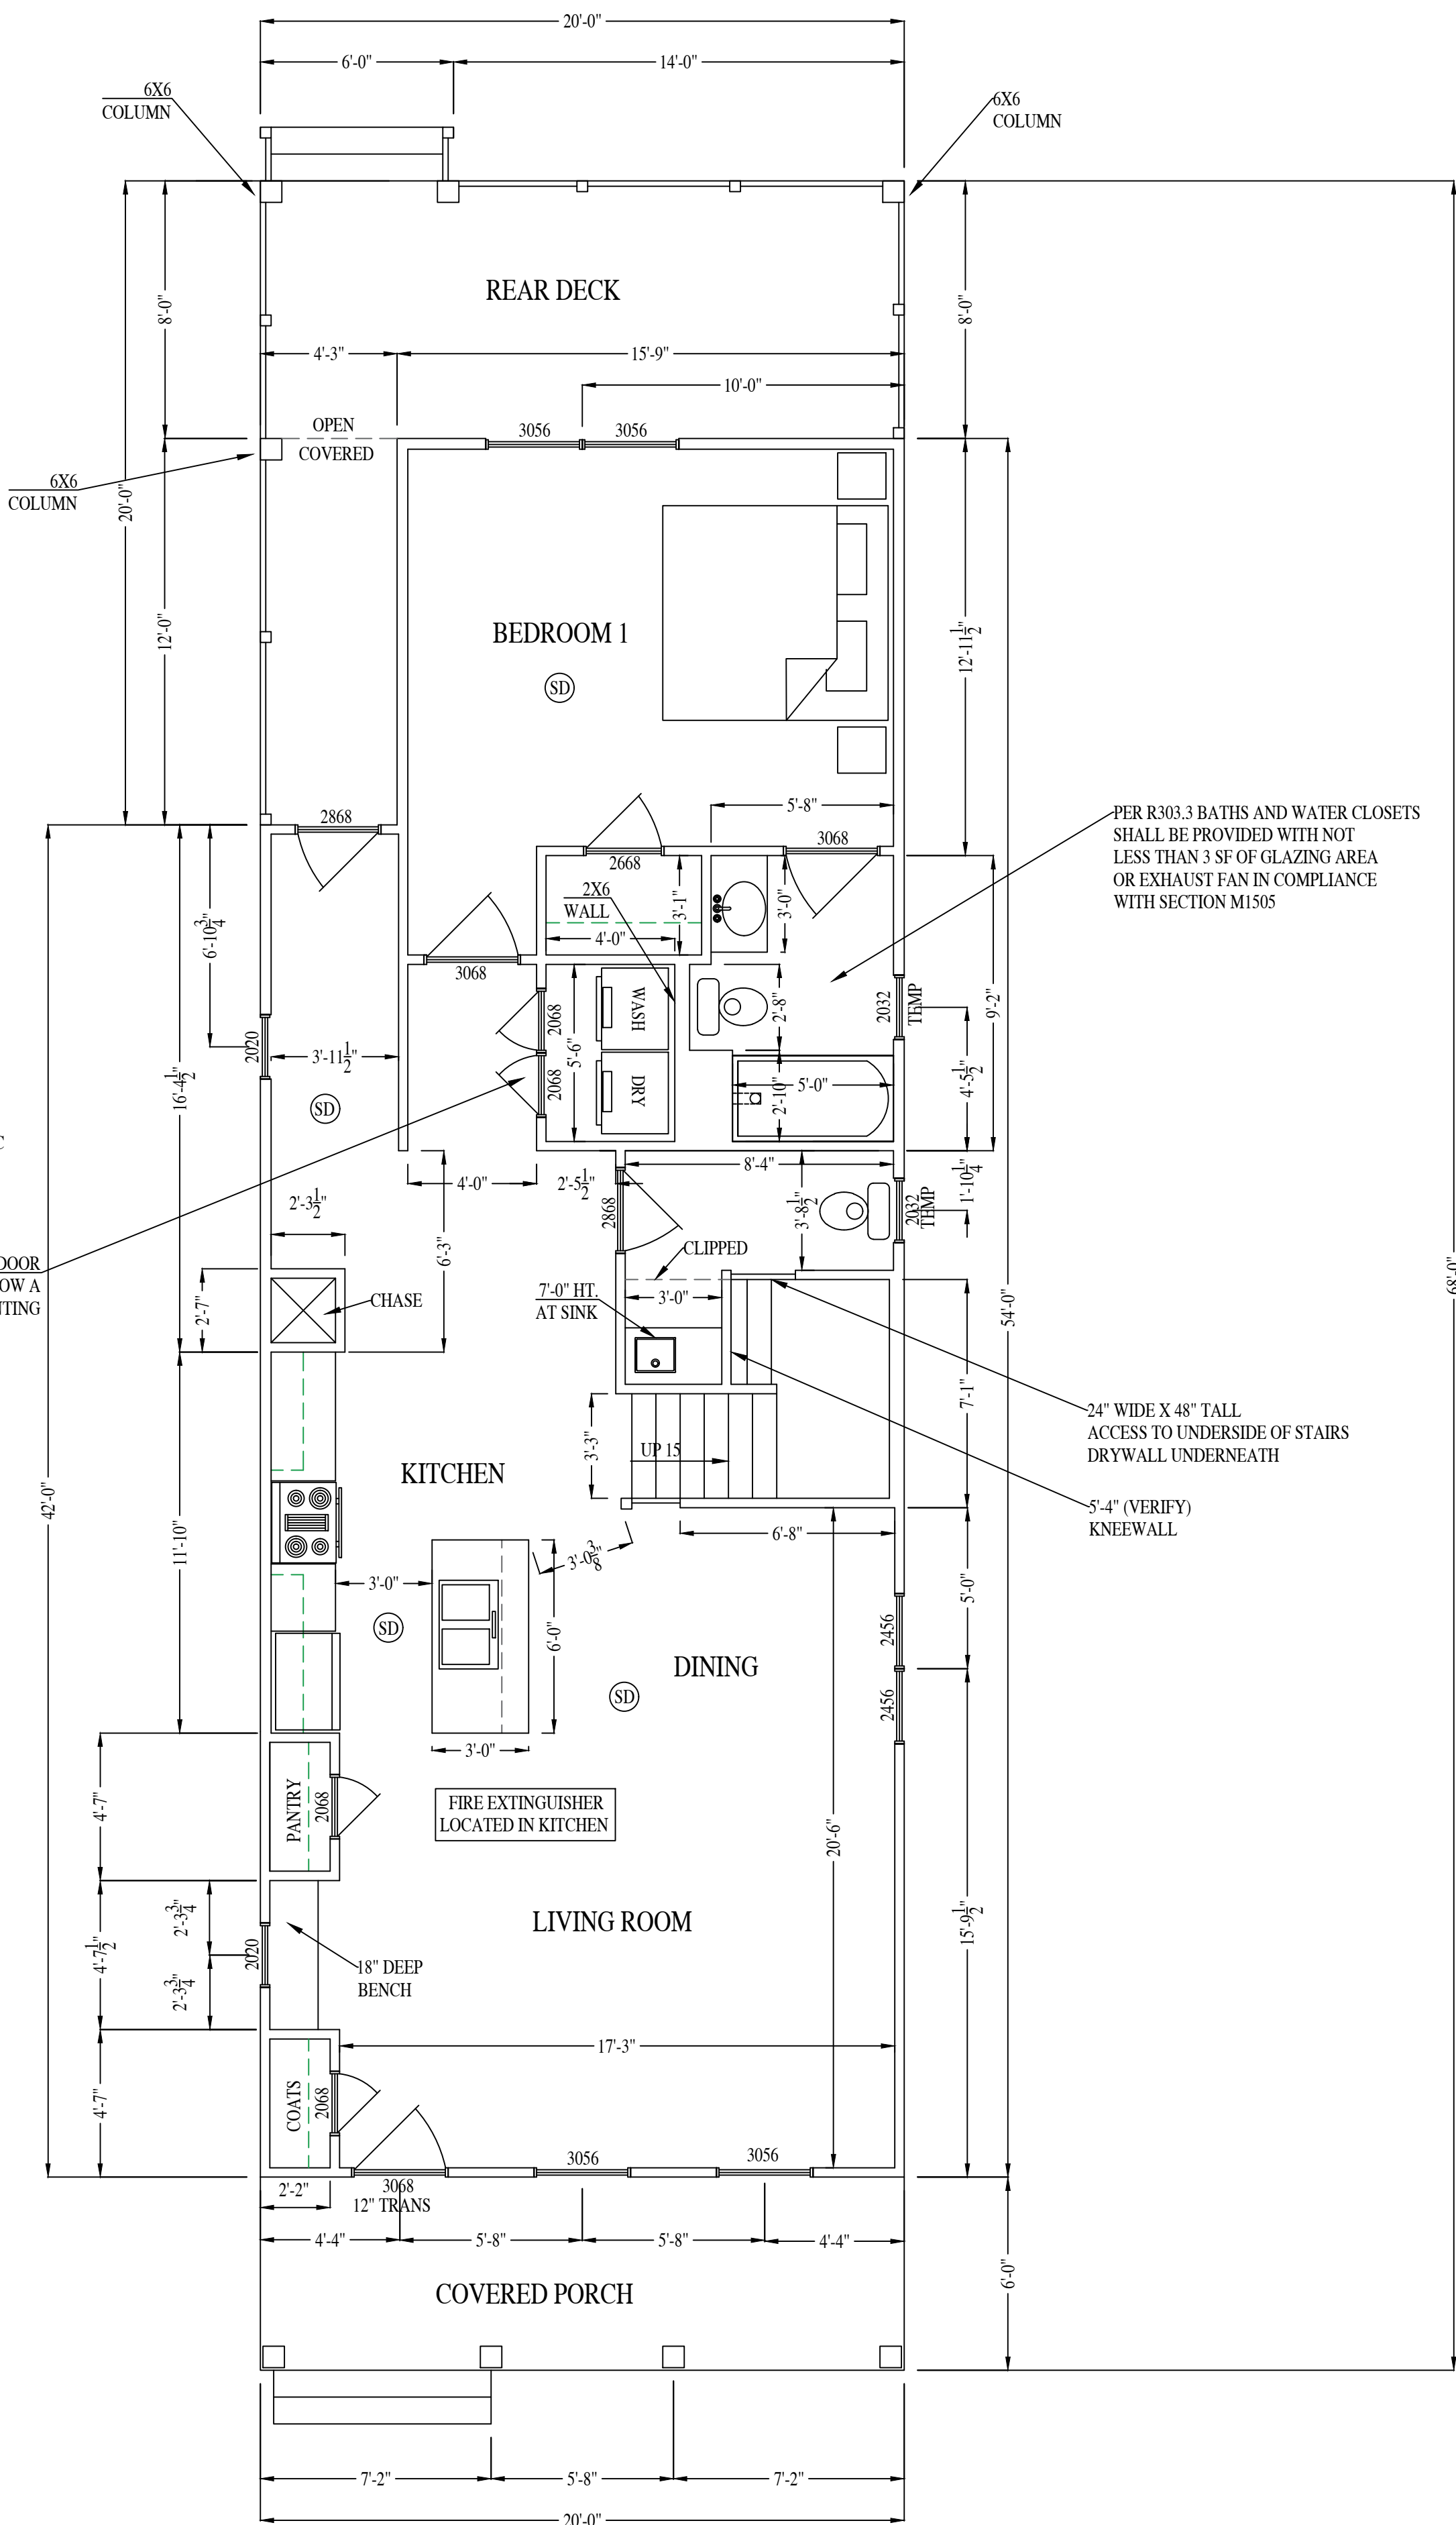 20'-0"
6'-0"
14'-0"
6X6
COLUMN
6X6
COLUMN
8'-0"
20'-0"
REAR DECK
8'-0"
4'-3"
15'-9"
10'-0"
OPEN
COVERED
3056
3056
6X6
COLUMN
12'-0"
BEDROOM 1
SD
12'-11 1/2"
5'-8"
2868
2668
3068
PER R303.3 BATHS AND WATER CLOSETS
SHALL BE PROVIDED WITH NOT
LESS THAN 3 SF OF GLAZING AREA
OR EXHAUST FAN IN COMPLIANCE
WITH SECTION M1505
2X6
WALL
3'-1"
3'-0"
6'-10 3/4"
4'-0"
3068
2068
WASH
2'-8"
2032
TEMP
9'-2"
2020
3'-11 1/2"
5'-6"
16'-4 1/2"
2068
DRY
2'-10"
5'-0"
4'-5 1/2"
SD
C
8'-4"
4'-0"
2'-5 1/2"
1'-10 1/4"
2'-3 1/2"
2868
3'-8 1/2"
2032
TEMP
6'-3"
CLIPPED
DOOR
OW A
NTING
2'-7"
CHASE
7'-0" HT.
AT SINK
3'-0"
54'-0"
68'-0"
7'-1"
24" WIDE X 48" TALL
ACCESS TO UNDERSIDE OF STAIRS
DRYWALL UNDERNEATH
3'-3"
UP 15
KITCHEN
42'-0"
5'-4" (VERIFY)
KNEEWALL
11'-10"
6'-8"
3'-0 3/8"
3'-0"
5'-0"
SD
6'-0"
2456
DINING
SD
2456
3'-0"
4'-7"
PANTRY
2068
FIRE EXTINGUISHER
LOCATED IN KITCHEN
20'-6"
2'-3 3/4"
4'-7 1/2"
2020
LIVING ROOM
15'-9 1/2"
18" DEEP
BENCH
2'-3 3/4"
17'-3"
4'-7"
COATS
2068
3056
3056
2'-2"
3068
12" TRANS
4'-4"
5'-8"
5'-8"
4'-4"
6'-0"
COVERED PORCH
7'-2"
5'-8"
7'-2"
20'-0"